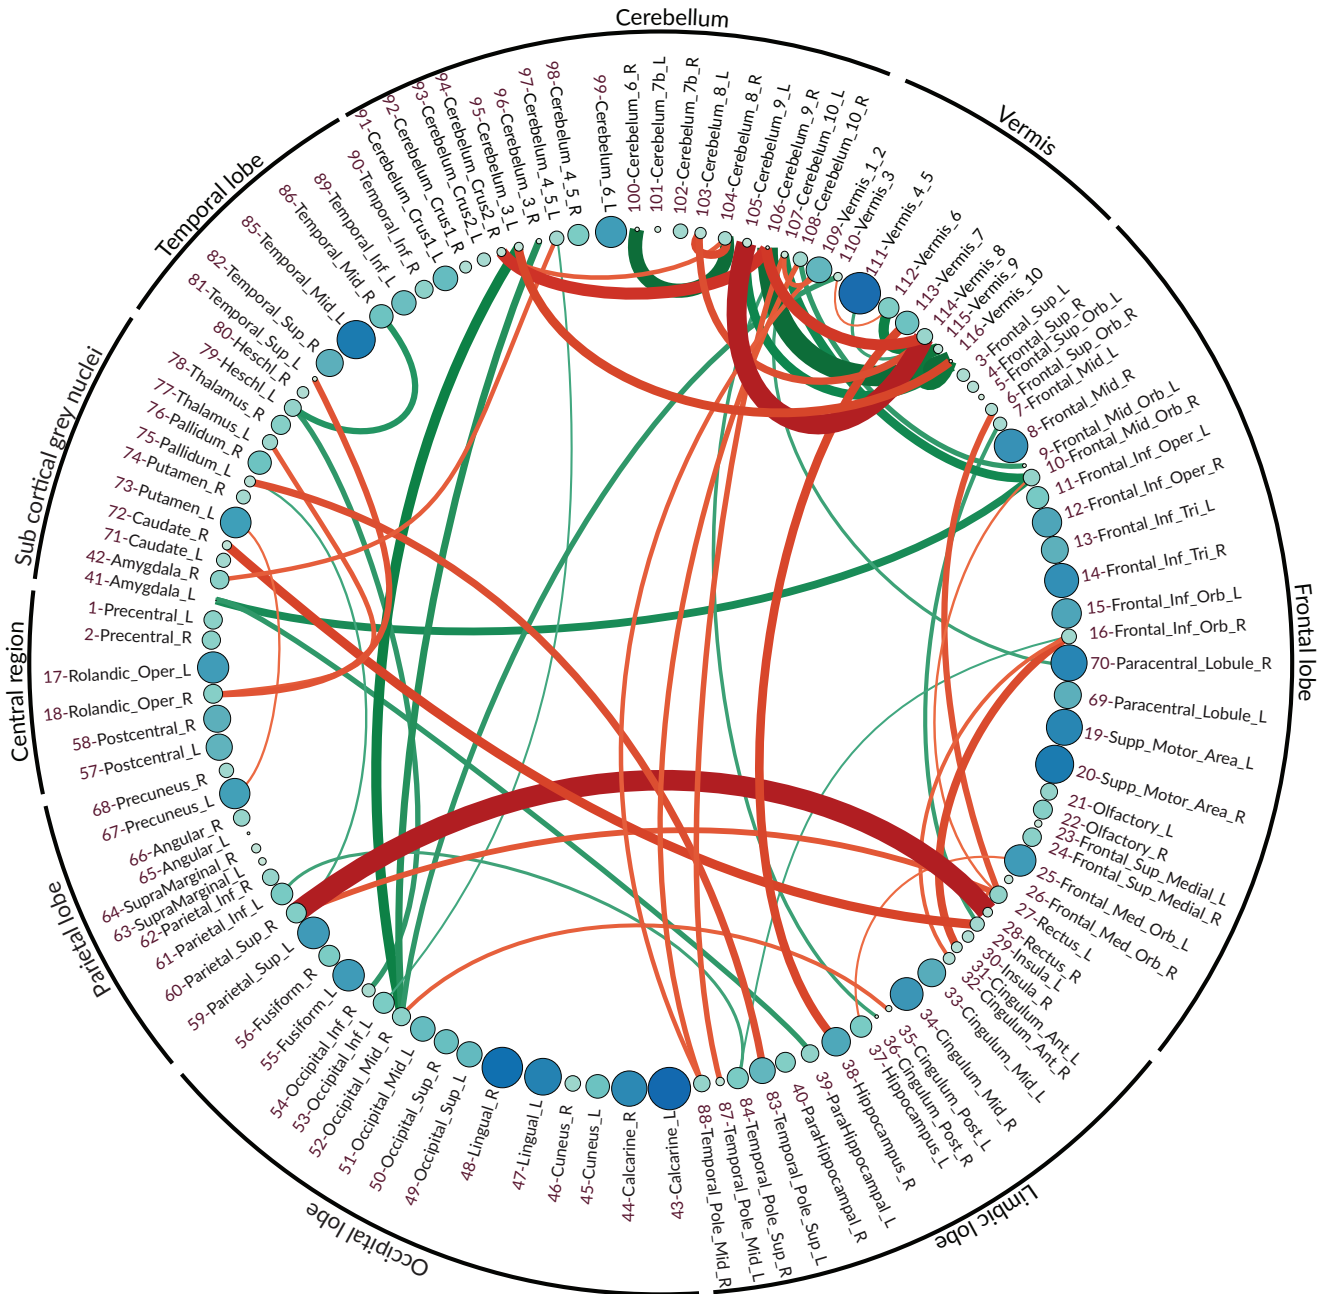 Cerebellum
Vermis
Frontal lobe
Limbic lobe
Occipital lobe
Parietal lobe
Central region
Sub cortical grey nuclei
Temporal lobe
91-Cerebelum_Crus1_L
92-Cerebelum_Crus1_R
93-Cerebelum_Crus2_L
94-Cerebelum_Crus2_R
95-Cerebelum_3_L
96-Cerebelum_3_R
97-Cerebelum_4_5_L
98-Cerebelum_4_5_R
99-Cerebelum_6_L
100-Cerebelum_6_R
101-Cerebelum_7b_L
102-Cerebelum_7b_R
103-Cerebelum_8_L
104-Cerebelum_8_R
105-Cerebelum_9_L
106-Cerebelum_9_R
107-Cerebelum_10_L
108-Cerebelum_10_R
109-Vermis_1_2
110-Vermis_3
111-Vermis_4_5
112-Vermis_6
113-Vermis_7
114-Vermis_8
115-Vermis_9
116-Vermis_10
3-Frontal_Sup_L
4-Frontal_Sup_R
5-Frontal_Sup_Orb_L
6-Frontal_Sup_Orb_R
7-Frontal_Mid_L
8-Frontal_Mid_R
9-Frontal_Mid_Orb_L
10-Frontal_Mid_Orb_R
11-Frontal_Inf_Oper_L
12-Frontal_Inf_Oper_R
13-Frontal_Inf_Tri_L
14-Frontal_Inf_Tri_R
15-Frontal_Inf_Orb_L
16-Frontal_Inf_Orb_R
70-Paracentral_Lobule_R
69-Paracentral_Lobule_L
19-Supp_Motor_Area_L
20-Supp_Motor_Area_R
21-Olfactory_L
22-Olfactory_R
23-Frontal_Sup_Medial_L
24-Frontal_Sup_Medial_R
25-Frontal_Med_Orb_L
26-Frontal_Med_Orb_R
27-Rectus_L
28-Rectus_R
29-Insula_L
30-Insula_R
31-Cingulum_Ant_L
32-Cingulum_Ant_R
33-Cingulum_Mid_L
34-Cingulum_Mid_R
35-Cingulum_Post_L
36-Cingulum_Post_R
37-Hippocampus_L
38-Hippocampus_R
39-ParaHippocampal_L
40-ParaHippocampal_R
83-Temporal_Pole_Sup_L
84-Temporal_Pole_Sup_R
87-Temporal_Pole_Mid_L
88-Temporal_Pole_Mid_R
43-Calcarine_L
44-Calcarine_R
45-Cuneus_L
46-Cuneus_R
47-Lingual_L
48-Lingual_R
49-Occipital_Sup_L
50-Occipital_Sup_R
51-Occipital_Mid_L
52-Occipital_Mid_R
53-Occipital_Inf_L
54-Occipital_Inf_R
55-Fusiform_L
56-Fusiform_R
59-Parietal_Sup_L
60-Parietal_Sup_R
61-Parietal_Inf_L
62-Parietal_Inf_R
63-SupraMarginal_L
64-SupraMarginal_R
65-Angular_L
66-Angular_R
67-Precuneus_L
68-Precuneus_R
57-Postcentral_L
58-Postcentral_R
18-Rolandic_Oper_R
17-Rolandic_Oper_L
2-Precentral_R
1-Precentral_L
41-Amygdala_L
42-Amygdala_R
71-Caudate_L
72-Caudate_R
73-Putamen_L
74-Putamen_R
75-Pallidum_L
76-Pallidum_R
77-Thalamus_L
78-Thalamus_R
79-Heschl_L
80-Heschl_R
81-Temporal_Sup_L
82-Temporal_Sup_R
85-Temporal_Mid_L
86-Temporal_Mid_R
89-Temporal_Inf_L
90-Temporal_Inf_R